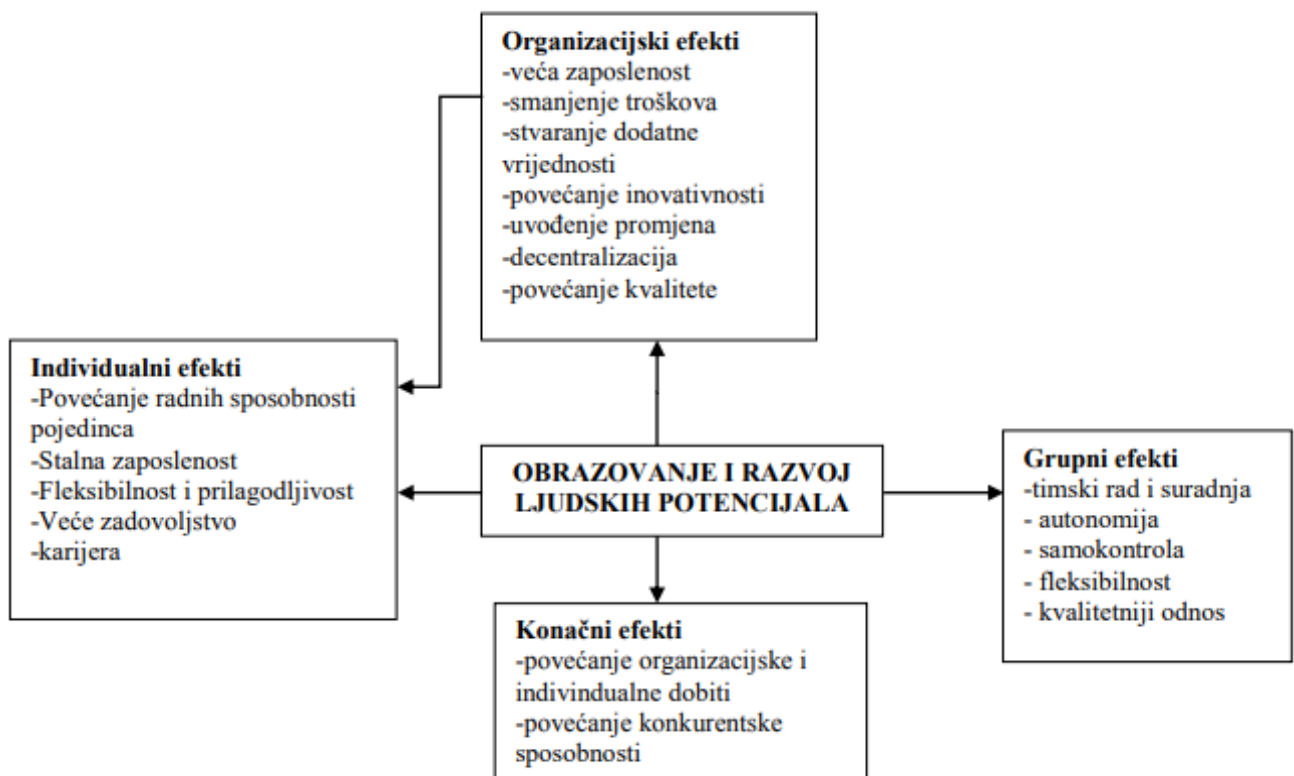 Organizacijski efekti
-veća zaposlenost
-smanjenje troškova
-stvaranje dodatne
vrijednosti
-povećanje inovativnosti
-uvođenje promjena
-decentralizacija
-povećanje kvalitete
Individualni efekti
-Povećanje radnih sposobnosti
pojedinca
-Stalna zaposlenost
-Fleksibilnost i prilagodljivost
-Veće zadovoljstvo
-karijera
OBRAZOVANJE I RAZVOJ
LJUDSKIH POTENCIJALA
Grupni efekti
-timski rad i suradnja
- autonomija
- samokontrola
- fleksibilnost
- kvalitetniji odnos
Konačni efekti
-povećanje organizacijske i
indivindualne dobiti
-povećanje konkurentske
sposobnosti